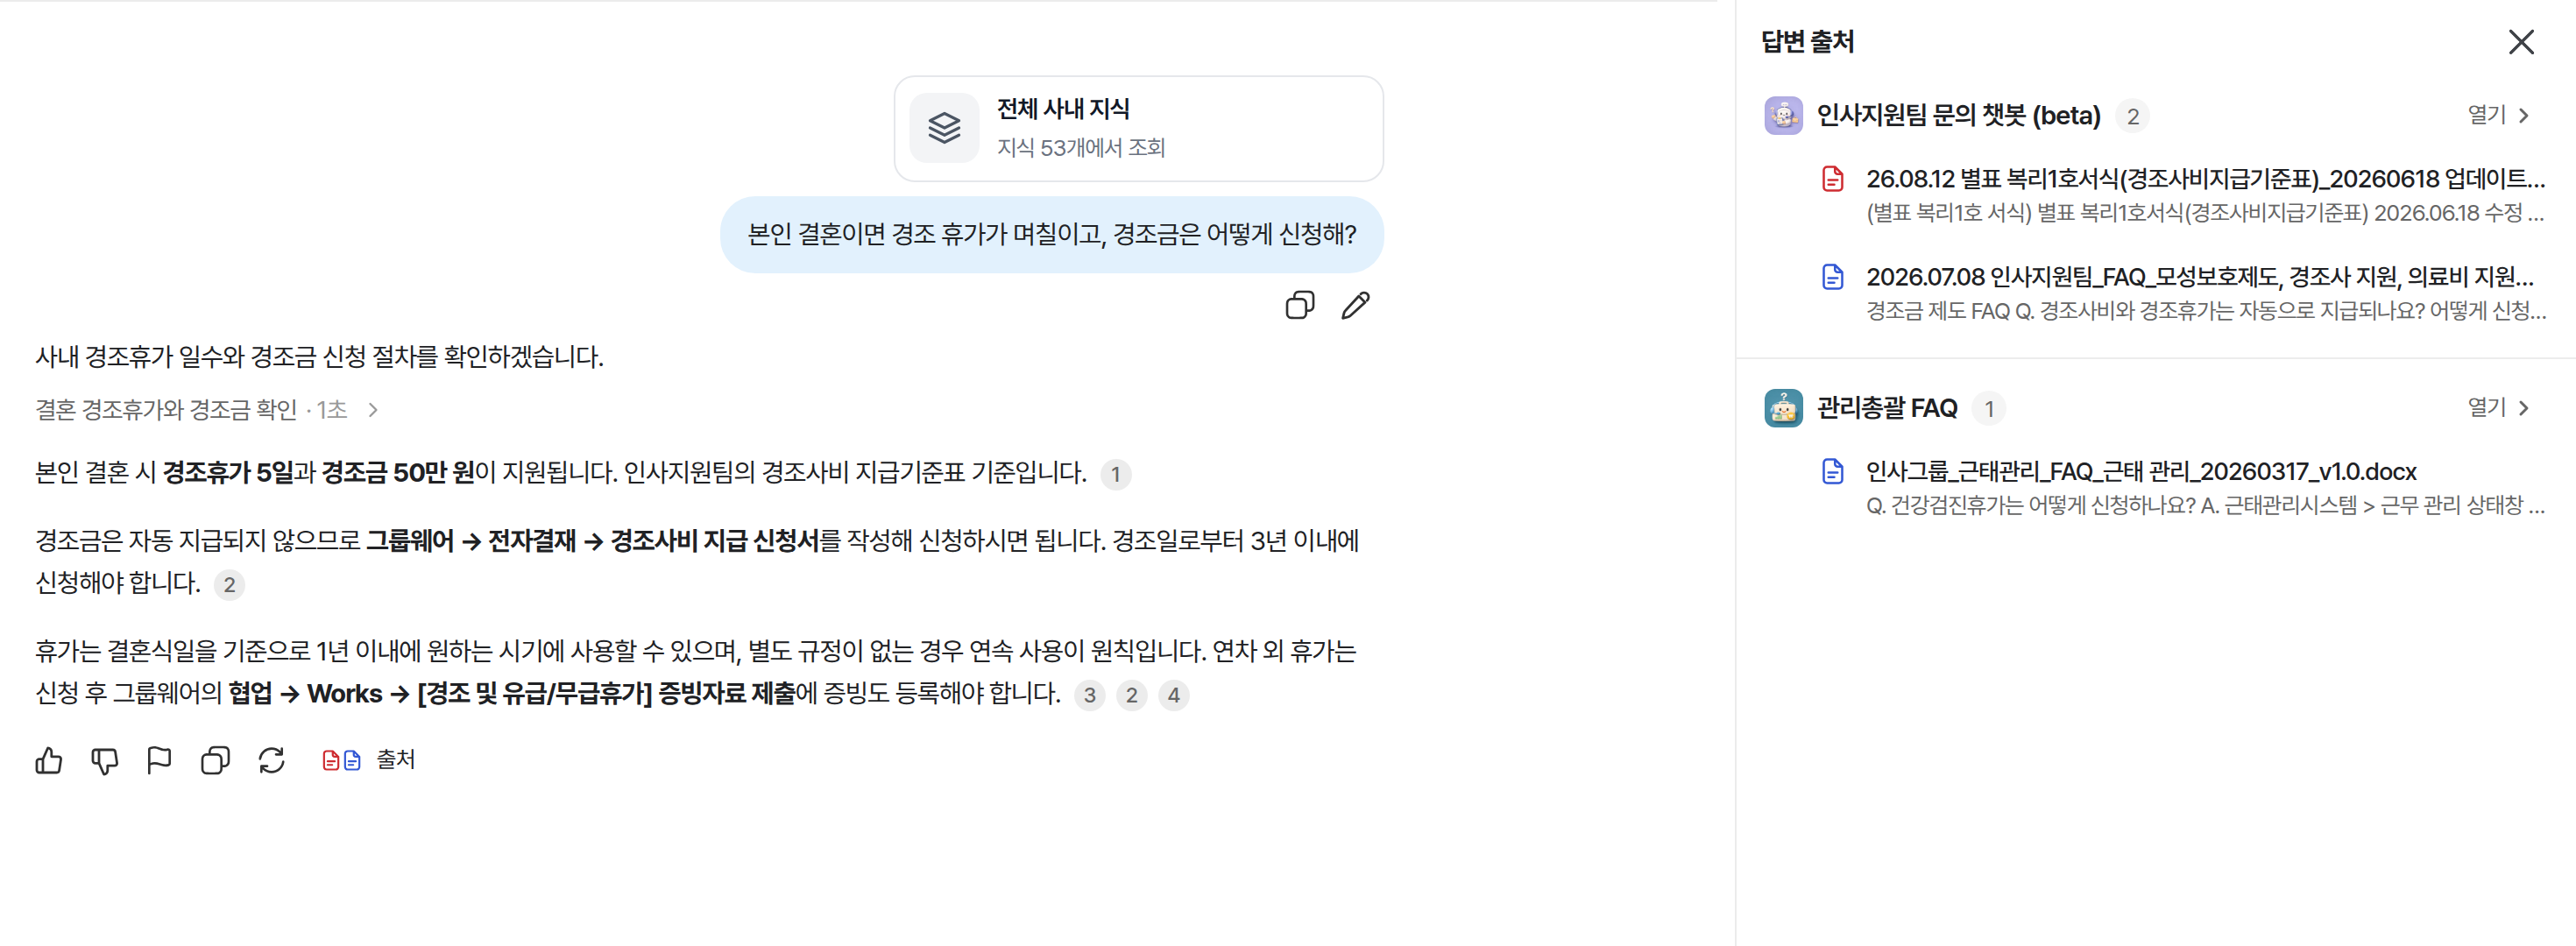 전체 사내 지식
지식 53개에서 조회
본인 결혼이면 경조 휴가가 며칠이고, 경조금은 어떻게 신청해?
사내 경조휴가 일수와 경조금 신청 절차를 확인하겠습니다.
결혼 경조휴가와 경조금 확인 · 1초
본인 결혼 시 경조휴가 5일과 경조금 50만 원이 지원됩니다. 인사지원팀의 경조사비 지급기준표 기준입니다. 1
경조금은 자동 지급되지 않으므로 그룹웨어 → 전자결재 → 경조사비 지급 신청서를 작성해 신청하시면 됩니다. 경조일로부터 3년 이내에
신청해야 합니다. 2
휴가는 결혼식일을 기준으로 1년 이내에 원하는 시기에 사용할 수 있으며, 별도 규정이 없는 경우 연속 사용이 원칙입니다. 연차 외 휴가는
신청 후 그룹웨어의 협업 → Works → [경조 및 유급/무급휴가] 증빙자료 제출에 증빙도 등록해야 합니다. 3 2 4
출처
답변 출처
인사지원팀 문의 챗봇 (beta) 2 열기
26.08.12 별표 복리1호서식(경조사비지급기준표)_20260618 업데이트...
(별표 복리1호 서식) 별표 복리1호서식(경조사비지급기준표) 2026.06.18 수정 ...
2026.07.08 인사지원팀_FAQ_모성보호제도, 경조사 지원, 의료비 지원...
경조금 제도 FAQ Q. 경조사비와 경조휴가는 자동으로 지급되나요? 어떻게 신청...
관리총괄 FAQ 1 열기
인사그룹_근태관리_FAQ_근태 관리_20260317_v1.0.docx
Q. 건강검진휴가는 어떻게 신청하나요? A. 근태관리시스템 > 근무 관리 상태창 ...